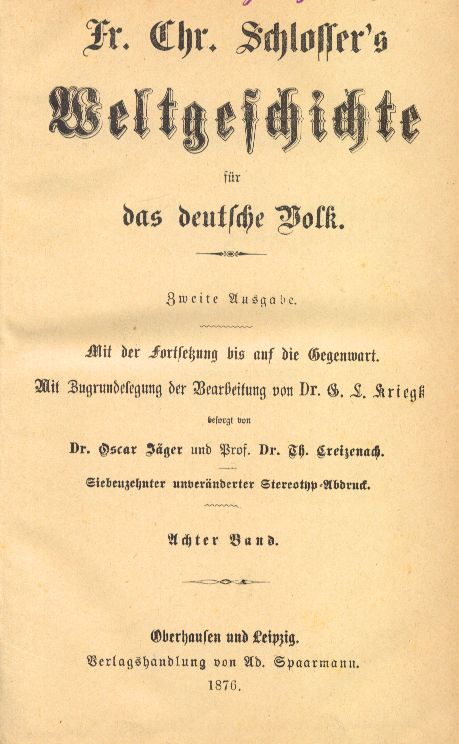 Fr. Chr. Schlosser's
Weltgeschichte
für
das deutsche Volk.
Zweite Ausgabe.
Mit der Fortsetzung bis auf die Gegenwart.
Mit Zugrundelegung der Bearbeitung von Dr. G. L. Kriegk
besorgt von
Dr. Oscar Jäger und Prof. Dr. Th. Creizenach.
Siebenzehnter unveränderter Stereotyp-Abdruck.
Achter Band.
Oberhausen und Leipzig.
Verlagshandlung von Ad. Spaarmann.
1876.